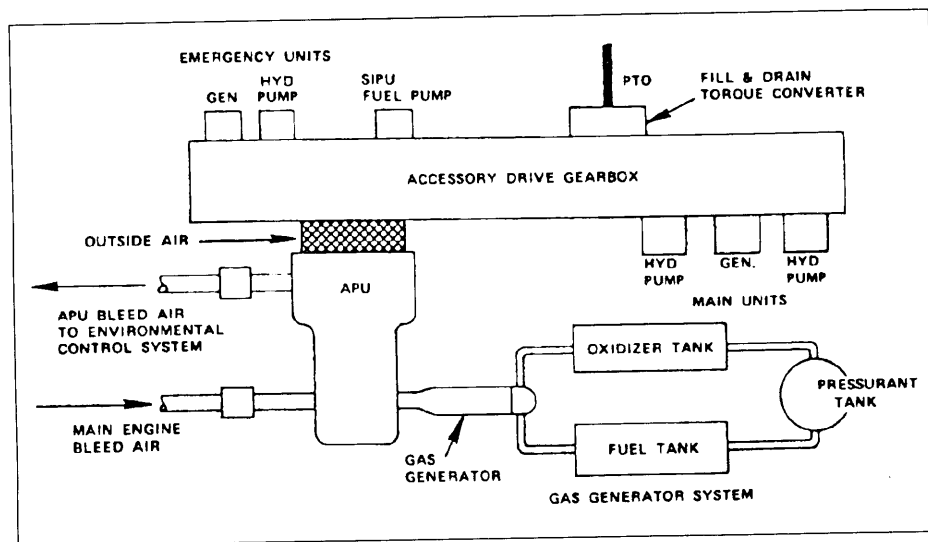 EMERGENCY UNITS
GEN
HYD
PUMP
SIPU
FUEL PUMP
PTO
FILL & DRAIN
TORQUE CONVERTER
ACCESSORY DRIVE GEARBOX
OUTSIDE AIR
HYD
PUMP
GEN.
HYD
PUMP
MAIN UNITS
APU
APU BLEED AIR
TO ENVIRONMENTAL
CONTROL SYSTEM
OXIDIZER TANK
PRESSURANT
TANK
MAIN ENGINE
BLEED AIR
GAS
GENERATOR
FUEL TANK
GAS GENERATOR SYSTEM